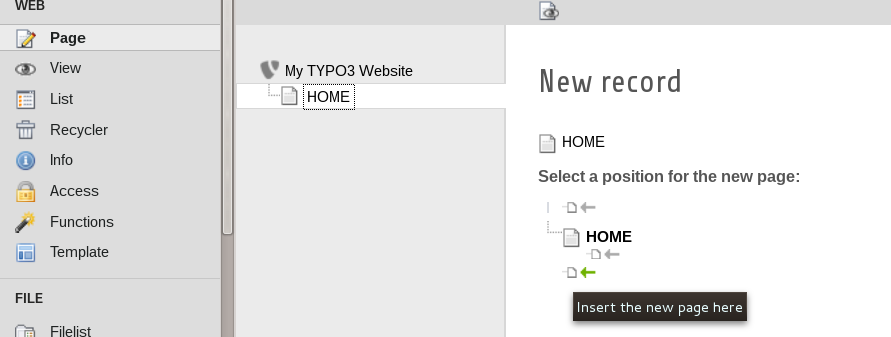 WEB
Page
View
List
Recycler
Info
Access
Functions
Template
FILE
Filelist
My TYPO3 Website
HOME
New record
HOME
Select a position for the new page:
HOME
Insert the new page here